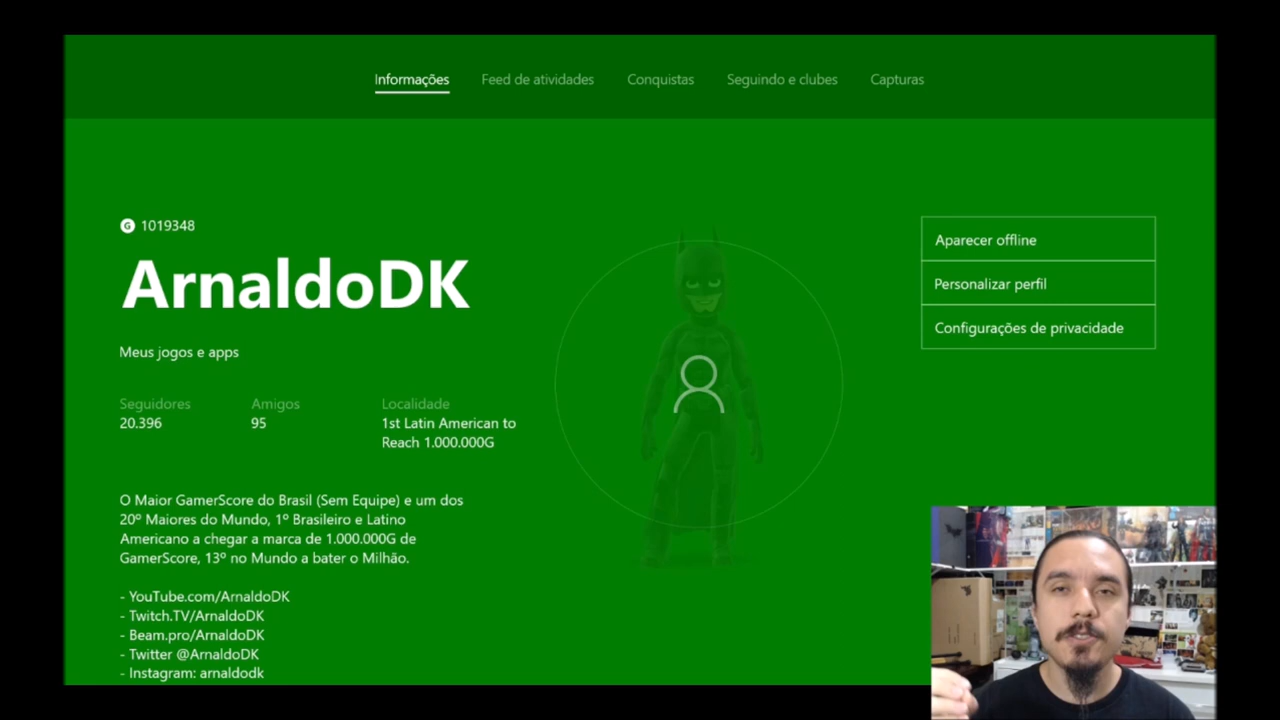 Informações
Feed de atividades
Conquistas
Seguindo e clubes
Capturas
G 1019348
ArnaldoDK
Meus jogos e apps
Seguidores
20.396
Amigos
95
Localidade
1st Latin American to
Reach 1.000.000G
O Maior GamerScore do Brasil (Sem Equipe) e um dos
20º Maiores do Mundo, 1º Brasileiro e Latino
Americano a chegar a marca de 1.000.000G de
GamerScore, 13º no Mundo a bater o Milhão.
- YouTube.com/ArnaldoDK
- Twitch.TV/ArnaldoDK
- Beam.pro/ArnaldoDK
- Twitter @ArnaldoDK
- Instagram: arnaldodk
Aparecer offline
Personalizar perfil
Configurações de privacidade